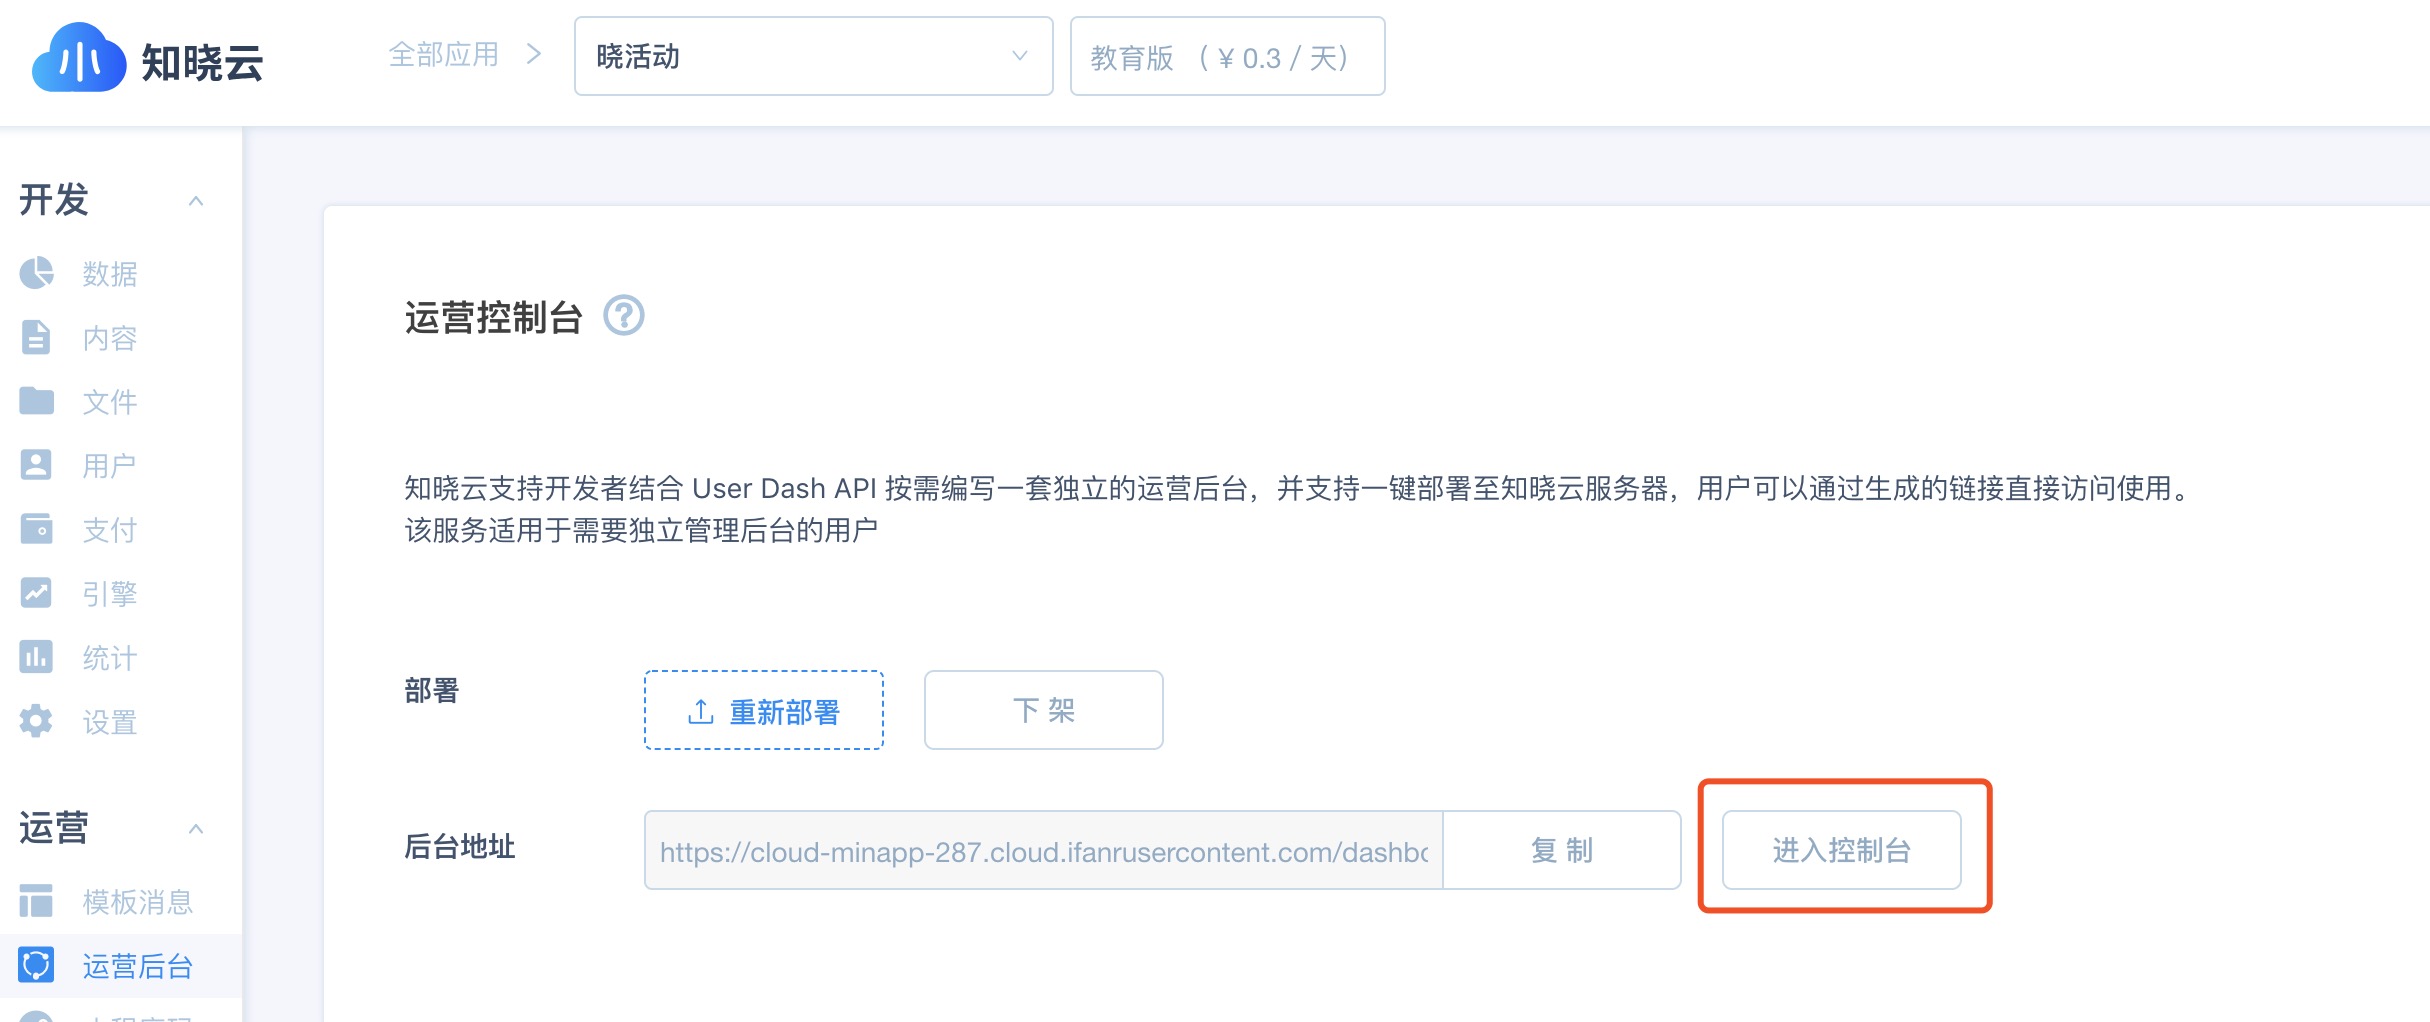 知晓云
全部应用
晓活动
教育版 （ ¥ 0.3 / 天）
开发
数据
内容
文件
用户
支付
引擎
统计
设置
运营
模板消息
运营后台
运营控制台
知晓云支持开发者结合 User Dash API 按需编写一套独立的运营后台，并支持一键部署至知晓云服务器，用户可以通过生成的链接直接访问使用。
该服务适用于需要独立管理后台的用户
部署
重新部署
下 架
后台地址
https://cloud-minapp-287.cloud.ifanrusercontent.com/dashbo
复 制
进入控制台